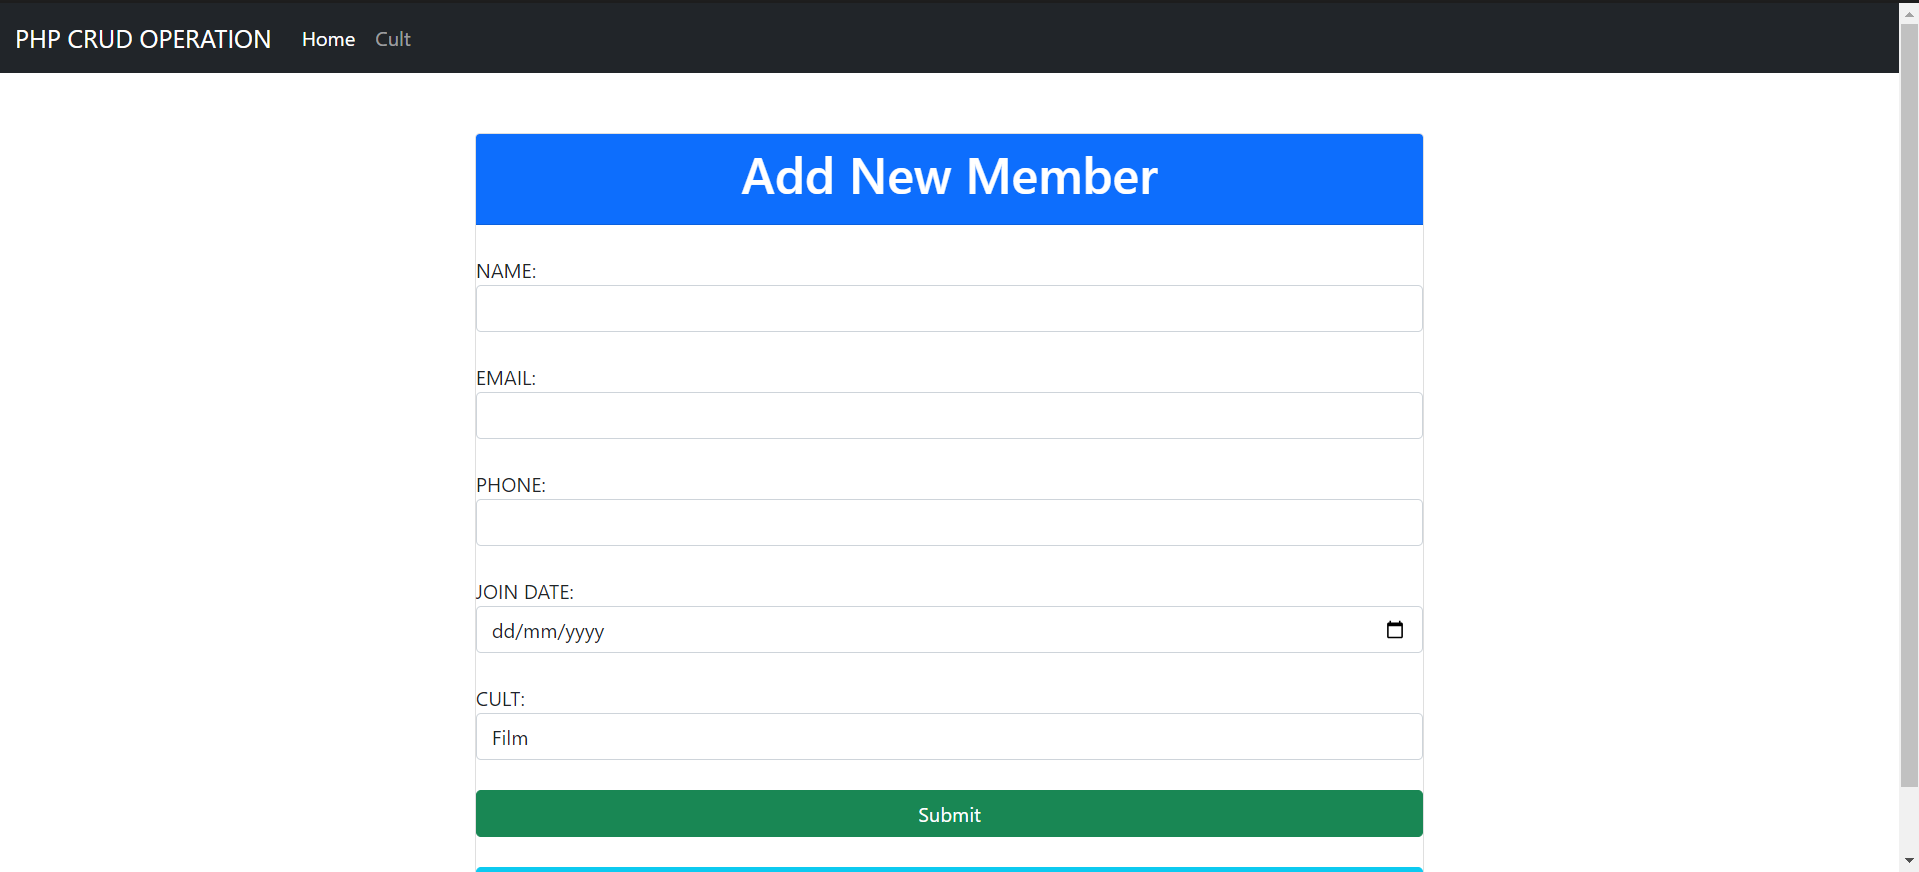 PHP CRUD OPERATION Home Cult
Add New Member
NAME:
EMAIL:
PHONE:
JOIN DATE:
dd/mm/yyyy
CULT:
Film
Submit